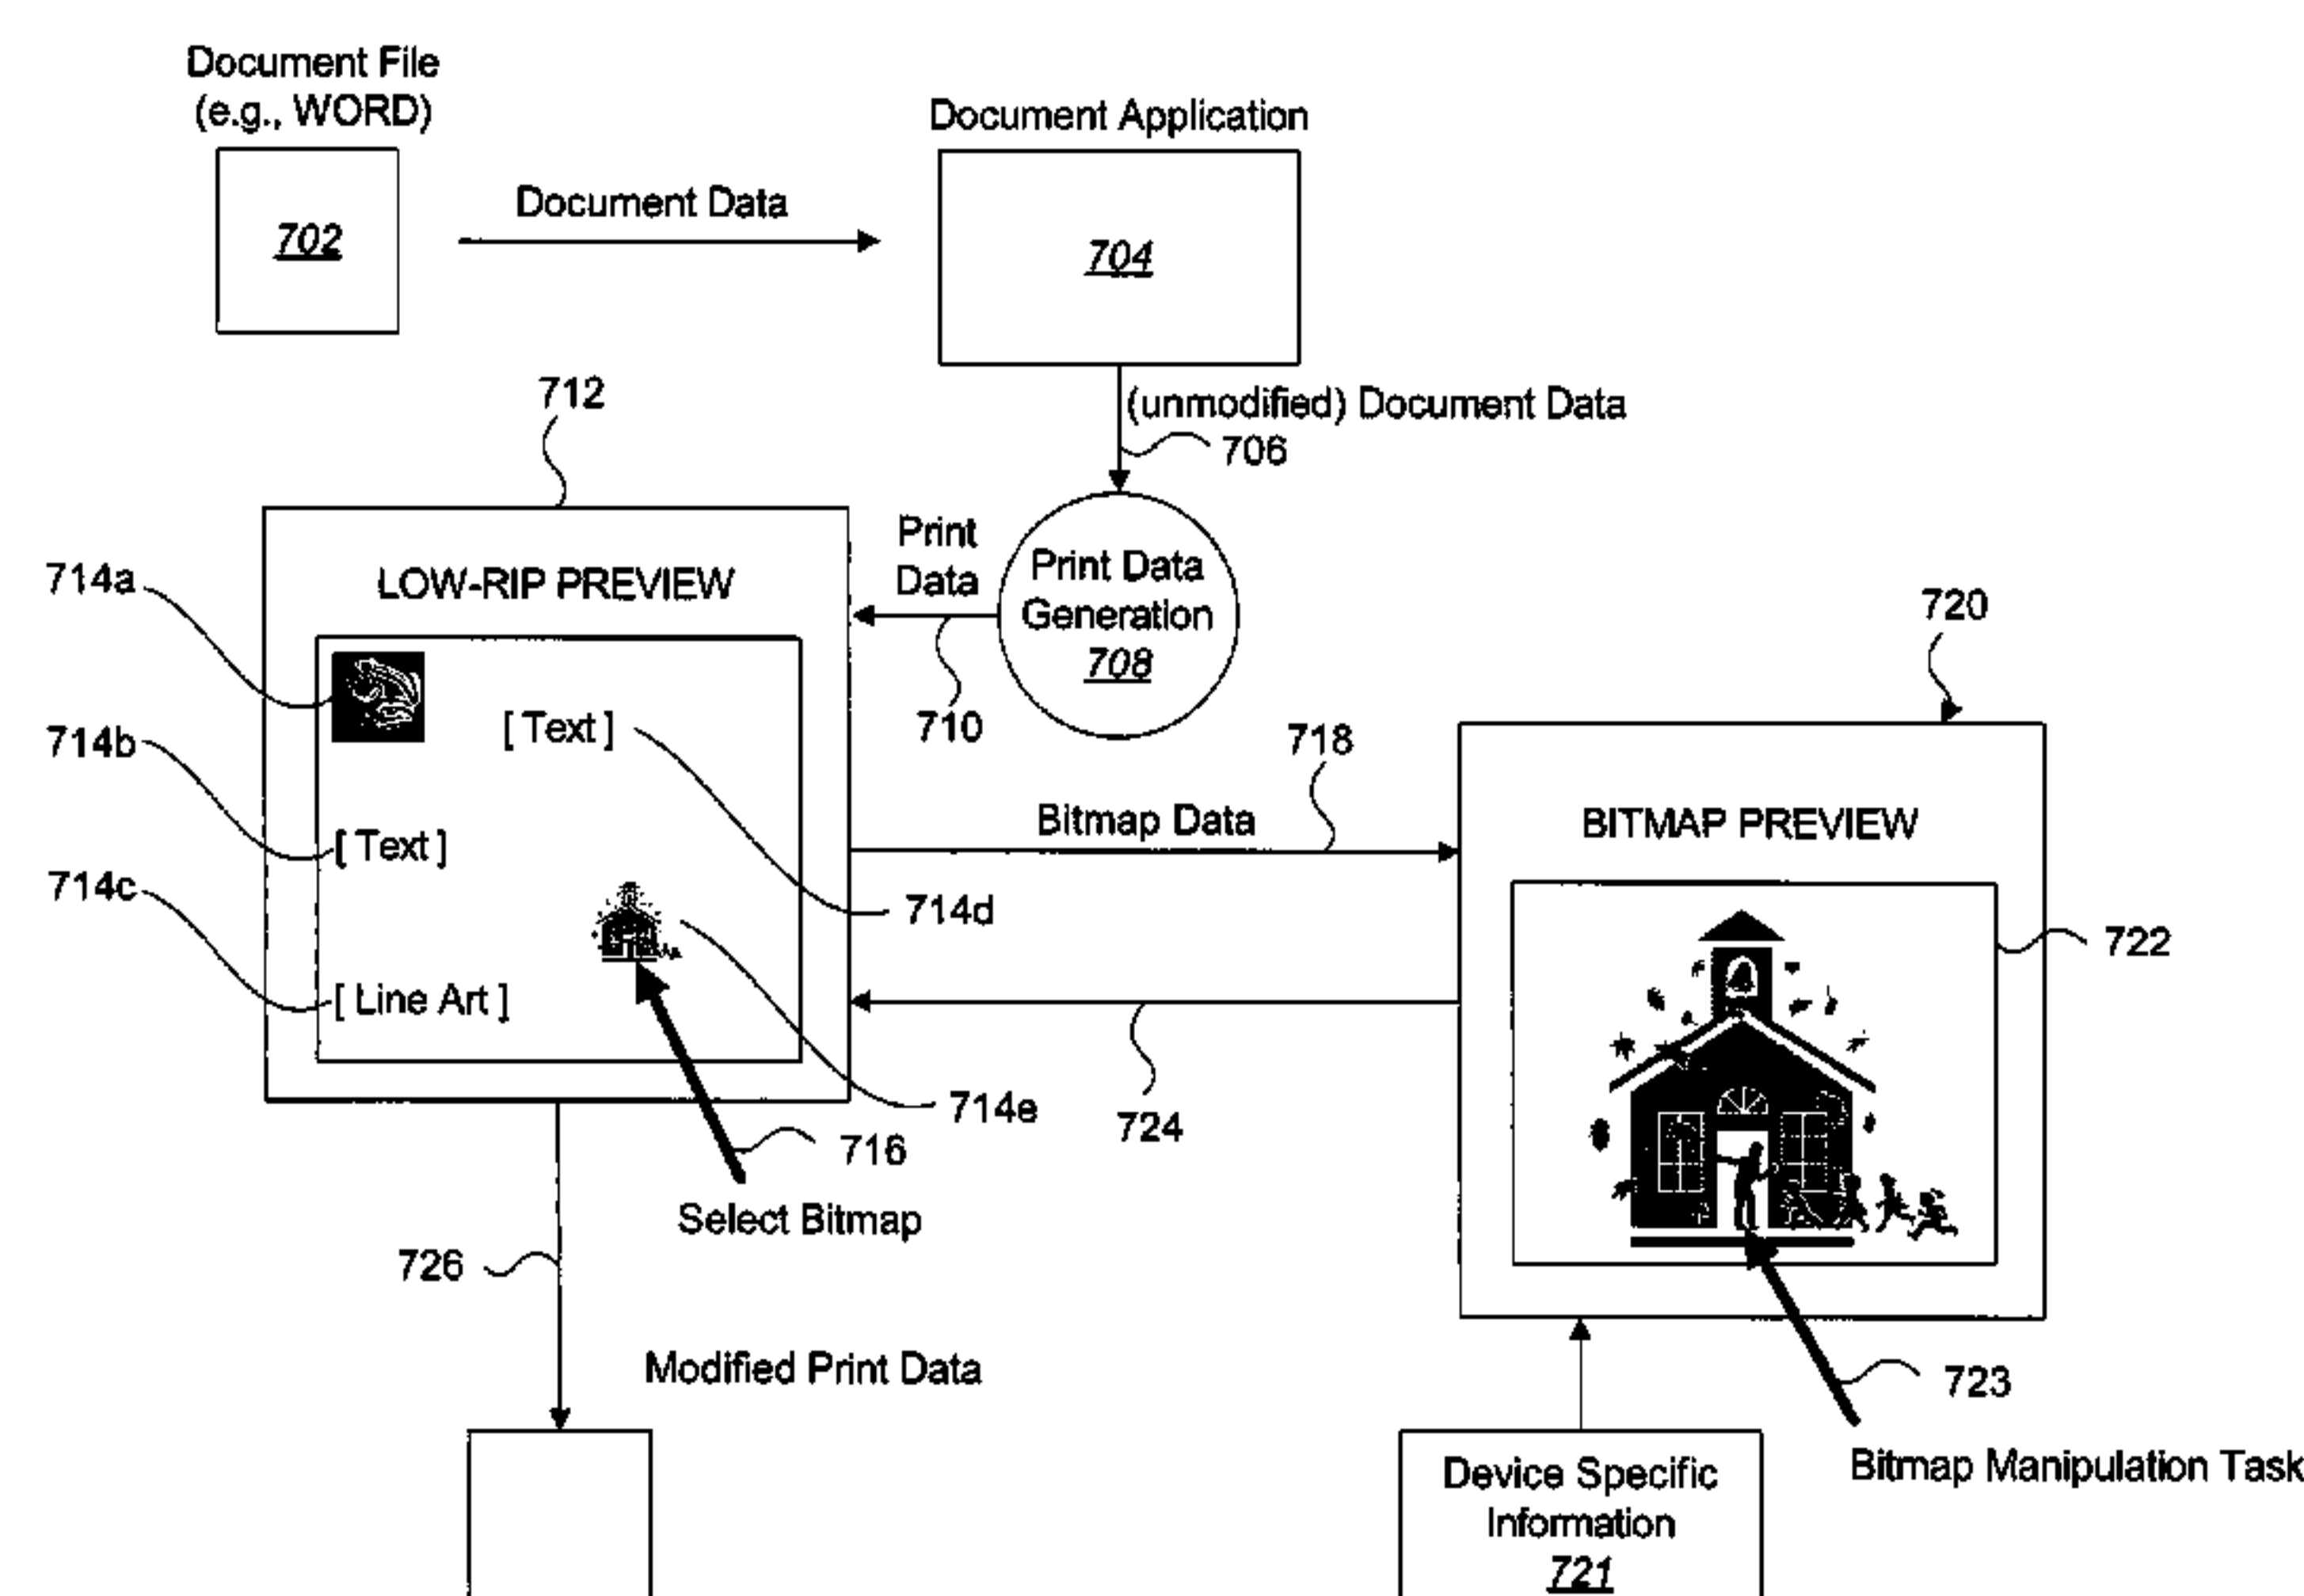 Document File
(e.g., WORD)
702
Document Data
Document Application
704
712
(unmodified) Document Data
706
Print
Data
Print Data
Generation
708
710
LOW-RIP PREVIEW
714a
[ Text ]
714b
[ Text ]
714c
[ Line Art ]
714d
714e
716
Select Bitmap
718
Bitmap Data
724
720
BITMAP PREVIEW
722
723
Bitmap Manipulation Task
726
Modified Print Data
Device Specific
Information
721